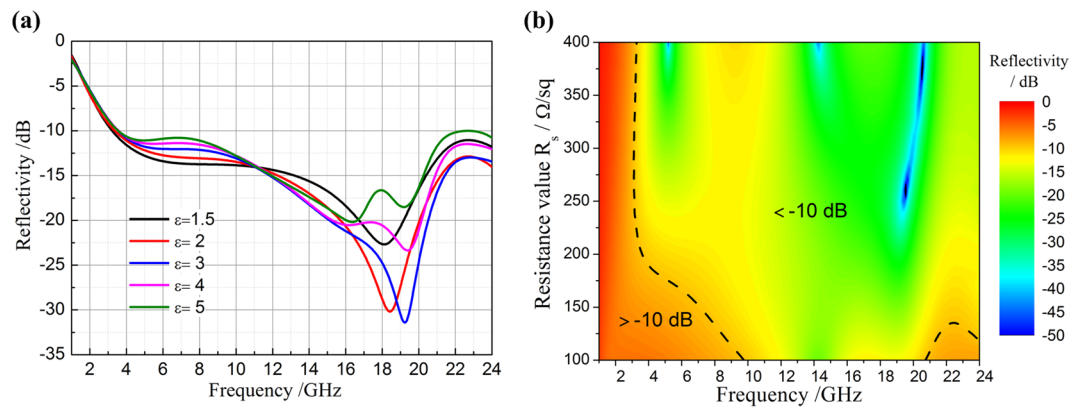 (a)
0
-5
-10
-15
-20
-25
-30
-35
Reflectivity /dB
ε=1.5
ε= 2
ε= 3
ε= 4
ε= 5
2 4 6 8 10 12 14 16 18 20 22 24
Frequency /GHz
(b)
400
350
300
250
200
150
100
Resistance value Rs / Ω/sq
< -10 dB
> -10 dB
2 4 6 8 10 12 14 16 18 20 22 24
Frequency /GHz
Reflectivity
/ dB
0
-5
-10
-15
-20
-25
-30
-35
-40
-45
-50